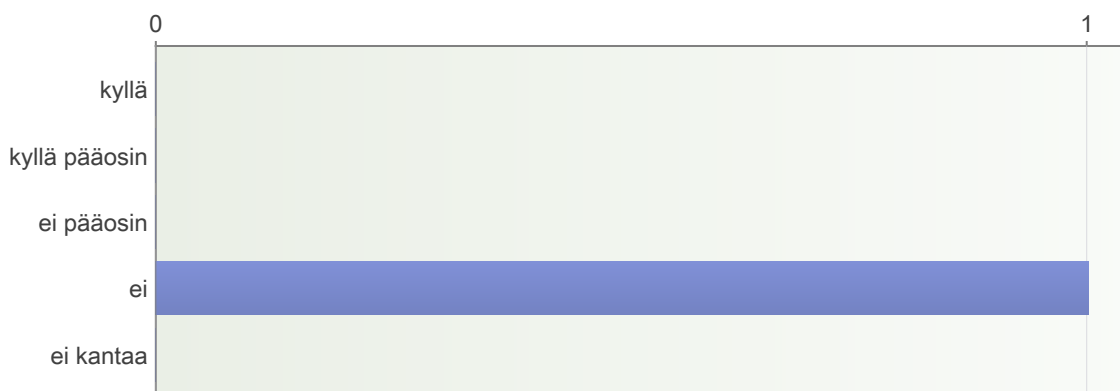 0 1
kyllä
kyllä pääosin
ei pääosin
ei
ei kantaa